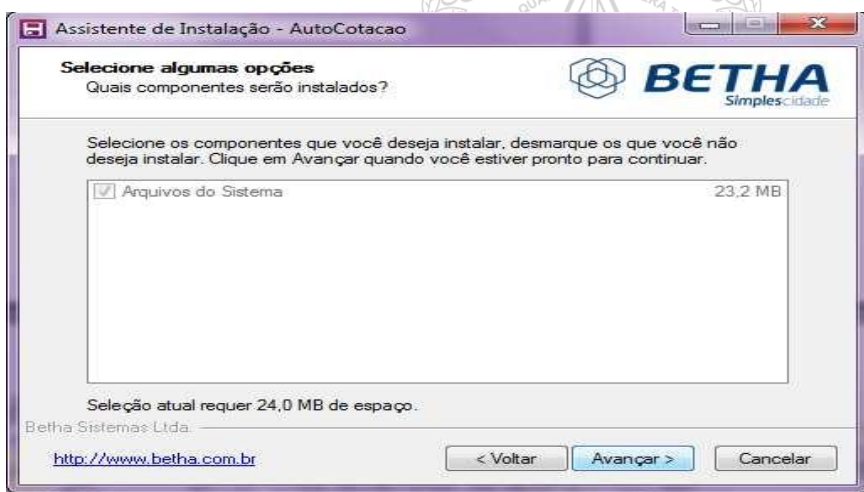 Assistente de Instalação - AutoCotacao
Selecione algumas opções
Quais componentes serão instalados?
BETHA
Simplescidade
Selecione os componentes que você deseja instalar, desmarque os que você não
deseja instalar. Clique em Avançar quando você estiver pronto para continuar.
Arquivos do Sistema 23,2 MB
Seleção atual requer 24,0 MB de espaço.
Betha Sistemas Ltda.
http://www.betha.com.br < Voltar Avançar > Cancelar